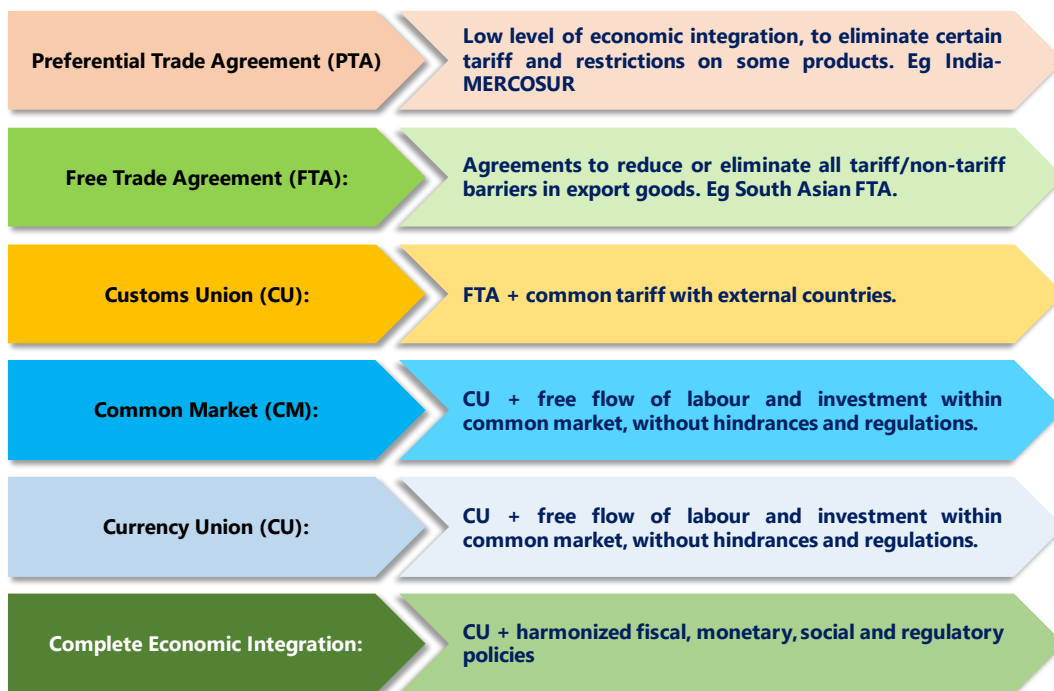 Preferential Trade Agreement (PTA)
Low level of economic integration, to eliminate certain
tariff and restrictions on some products. Eg India-
MERCOSUR
Free Trade Agreement (FTA):
Agreements to reduce or eliminate all tariff/non-tariff
barriers in export goods. Eg South Asian FTA.
Customs Union (CU):
FTA + common tariff with external countries.
Common Market (CM):
CU + free flow of labour and investment within
common market, without hindrances and regulations.
Currency Union (CU):
CU + free flow of labour and investment within
common market, without hindrances and regulations.
Complete Economic Integration:
CU + harmonized fiscal, monetary, social and regulatory
policies